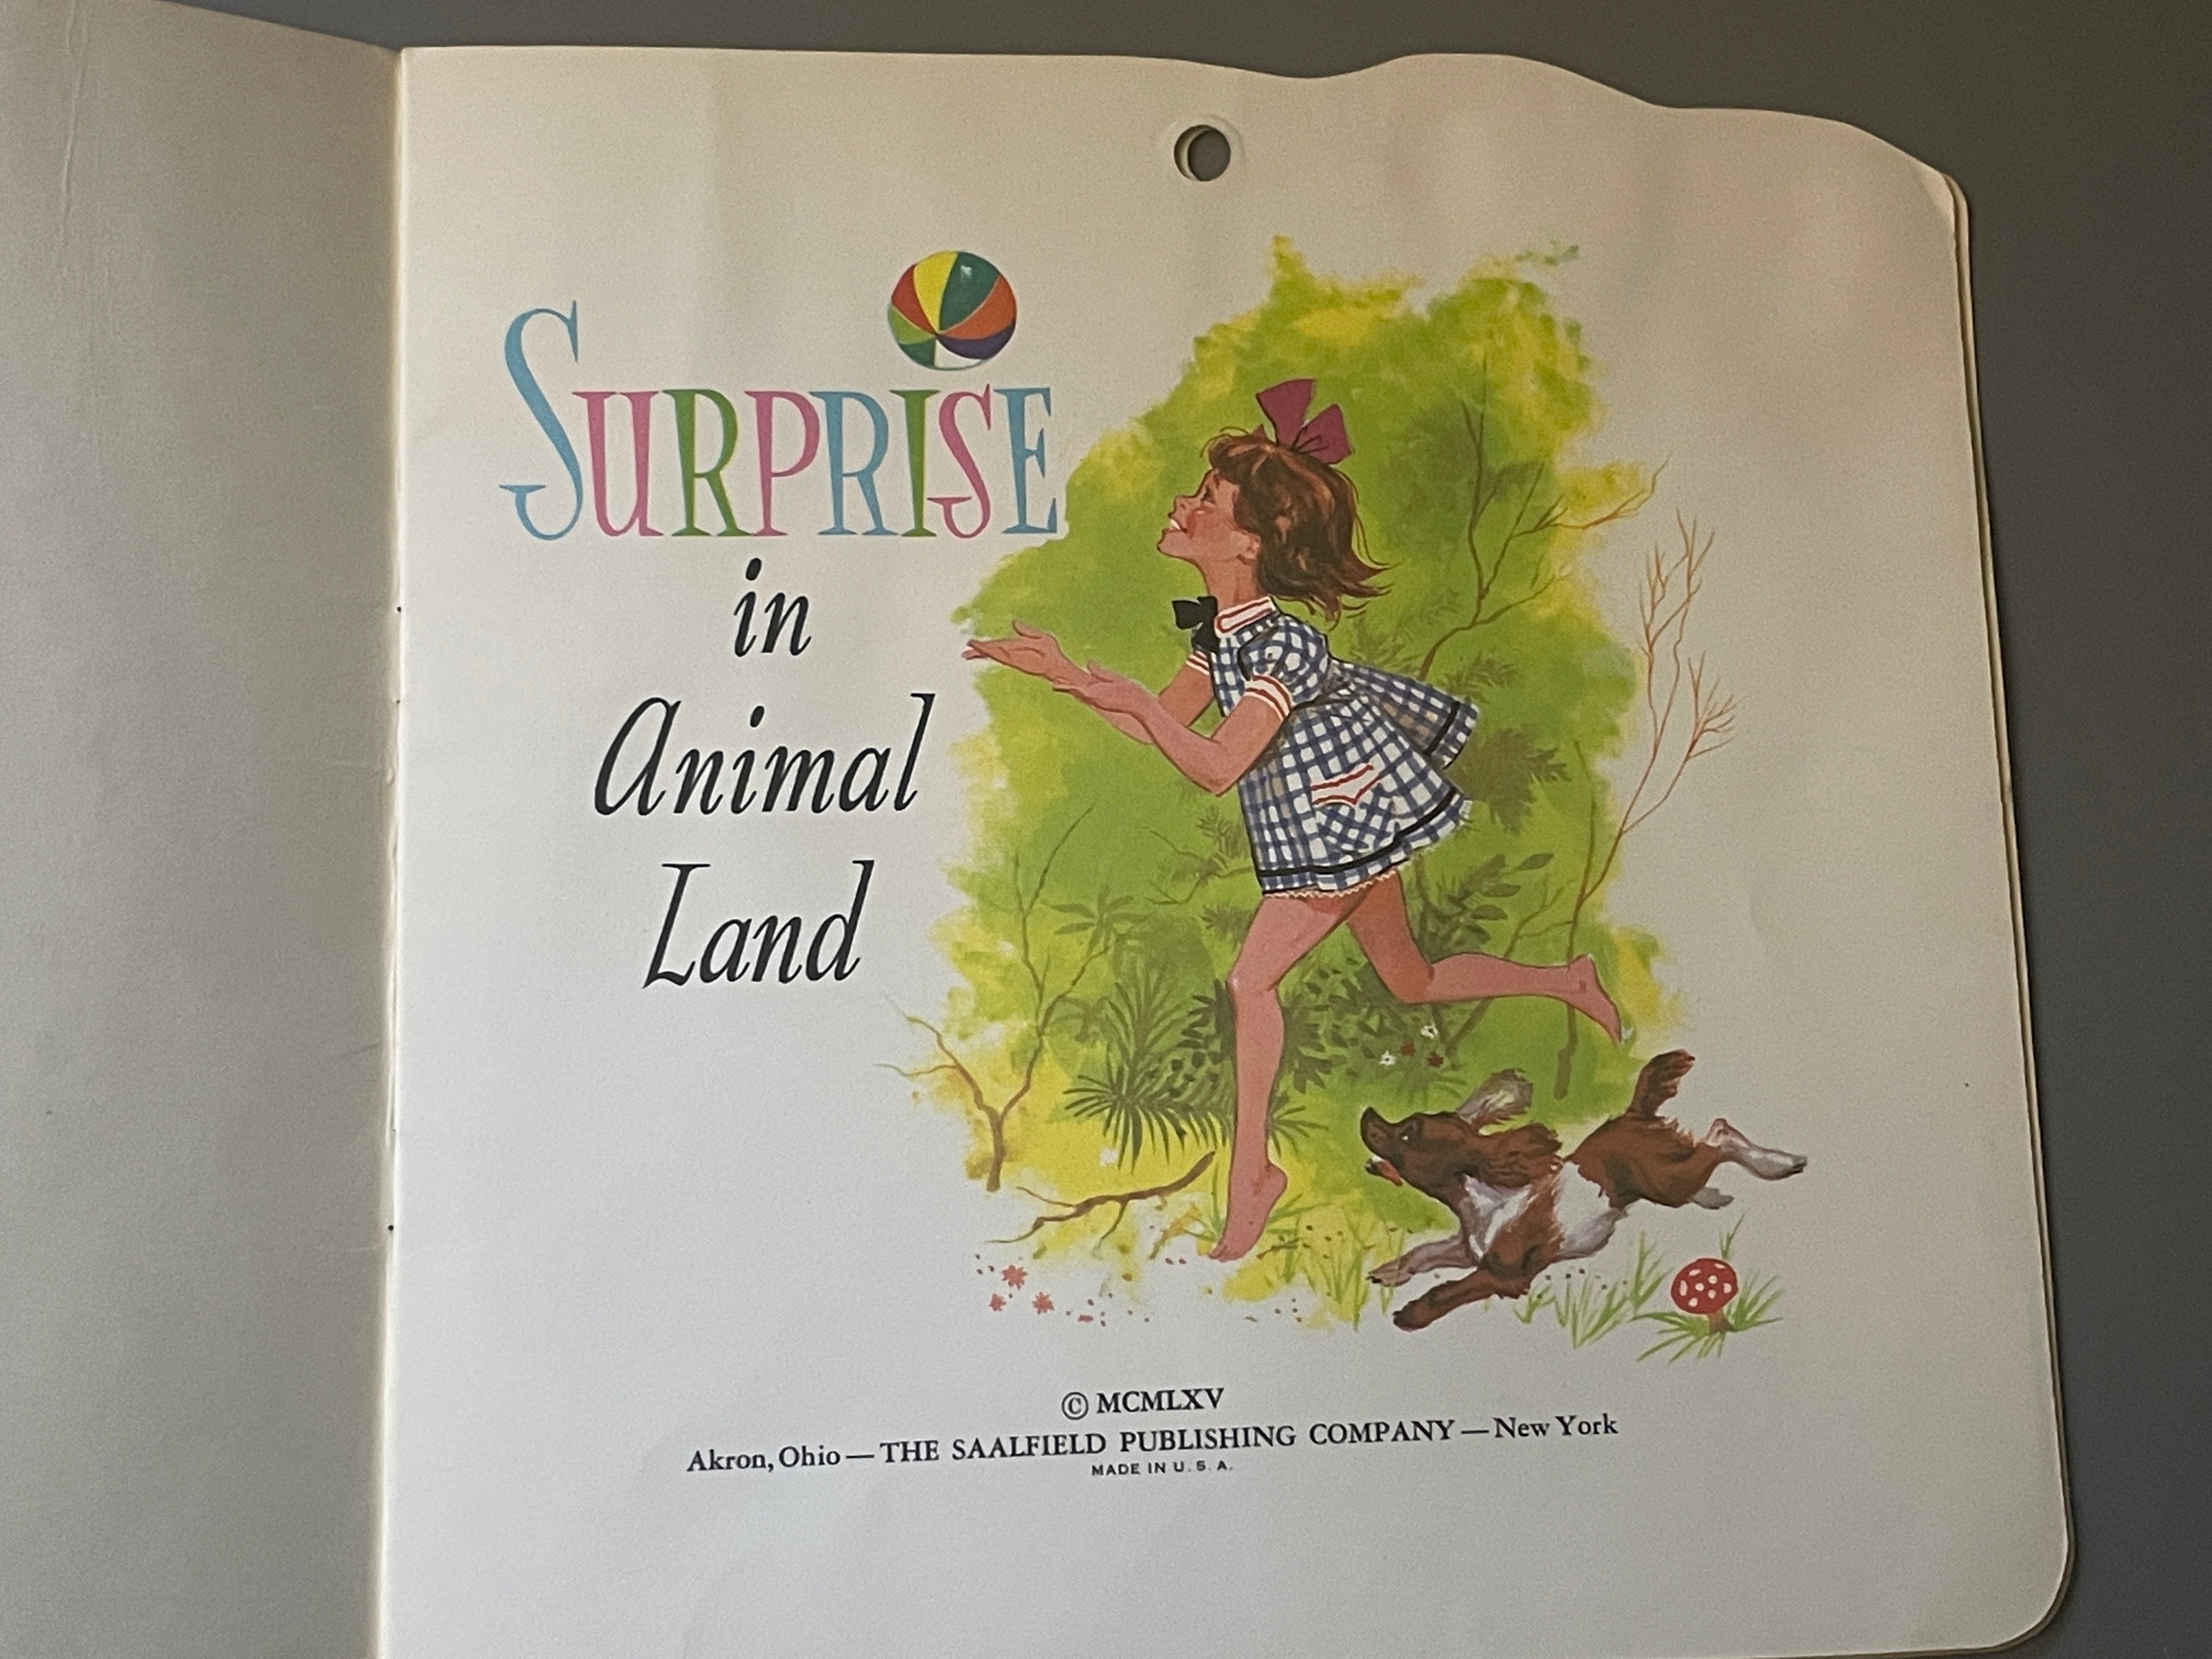 SURPRISE
in
Animal
Land
© MCMLXV
Akron, Ohio — THE SAALFIELD PUBLISHING COMPANY — New York
MADE IN U. S. A.